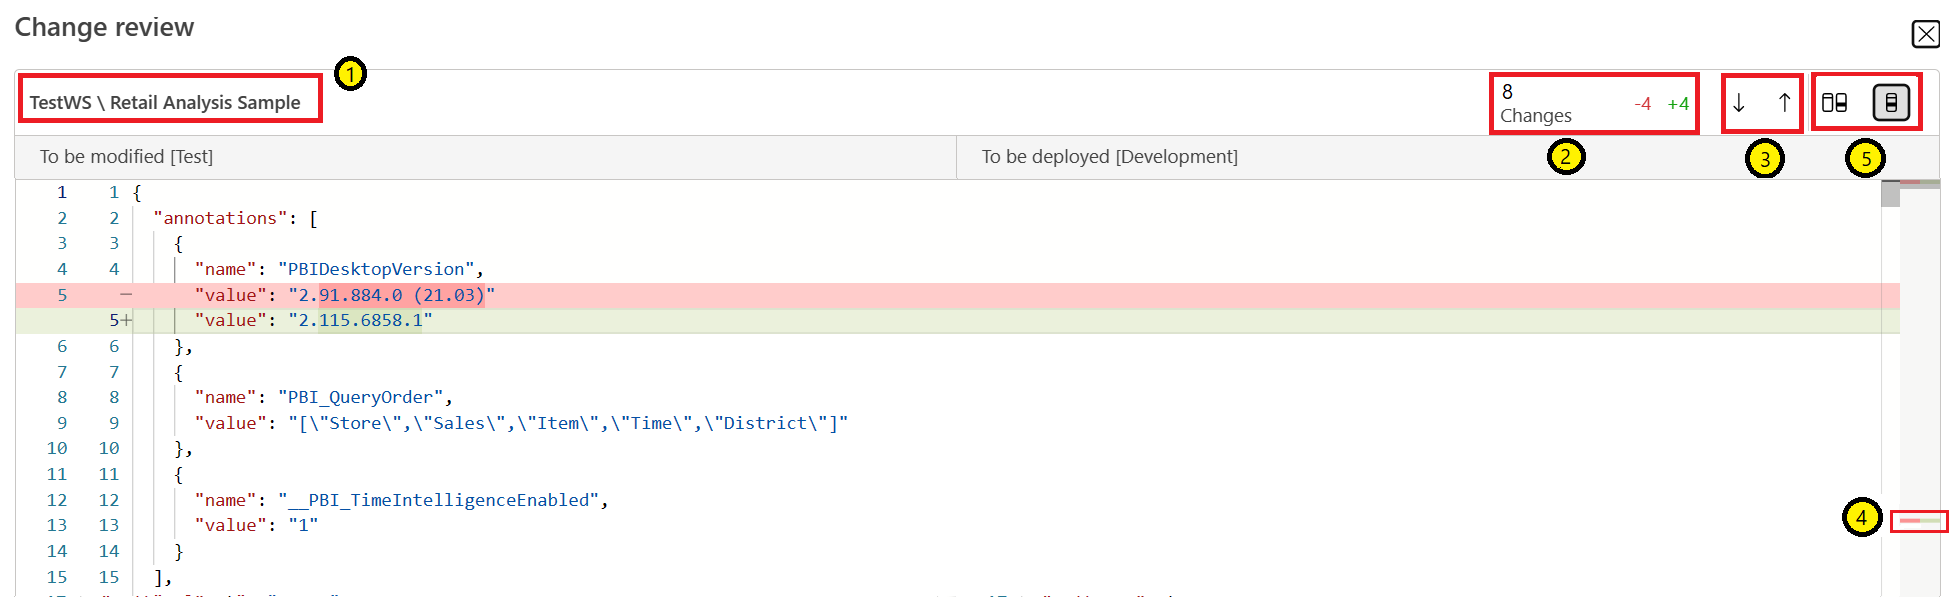 Change review
1
TestWS \ Retail Analysis Sample
8
Changes
-4 +4
2
3
5
To be modified [Test]
To be deployed [Development]
1 1 {
2 2 "annotations": [
3 3 {
4 4 "name": "PBIDesktopVersion",
5 − "value": "2.91.884.0 (21.03)"
5+ "value": "2.115.6858.1"
6 6 },
7 7 {
8 8 "name": "PBI_QueryOrder",
9 9 "value": "[\"Store\",\"Sales\",\"Item\",\"Time\",\"District\"]"
10 10 },
11 11 {
12 12 "name": "__PBI_TimeIntelligenceEnabled",
13 13 "value": "1"
4
14 14 }
15 15 ],